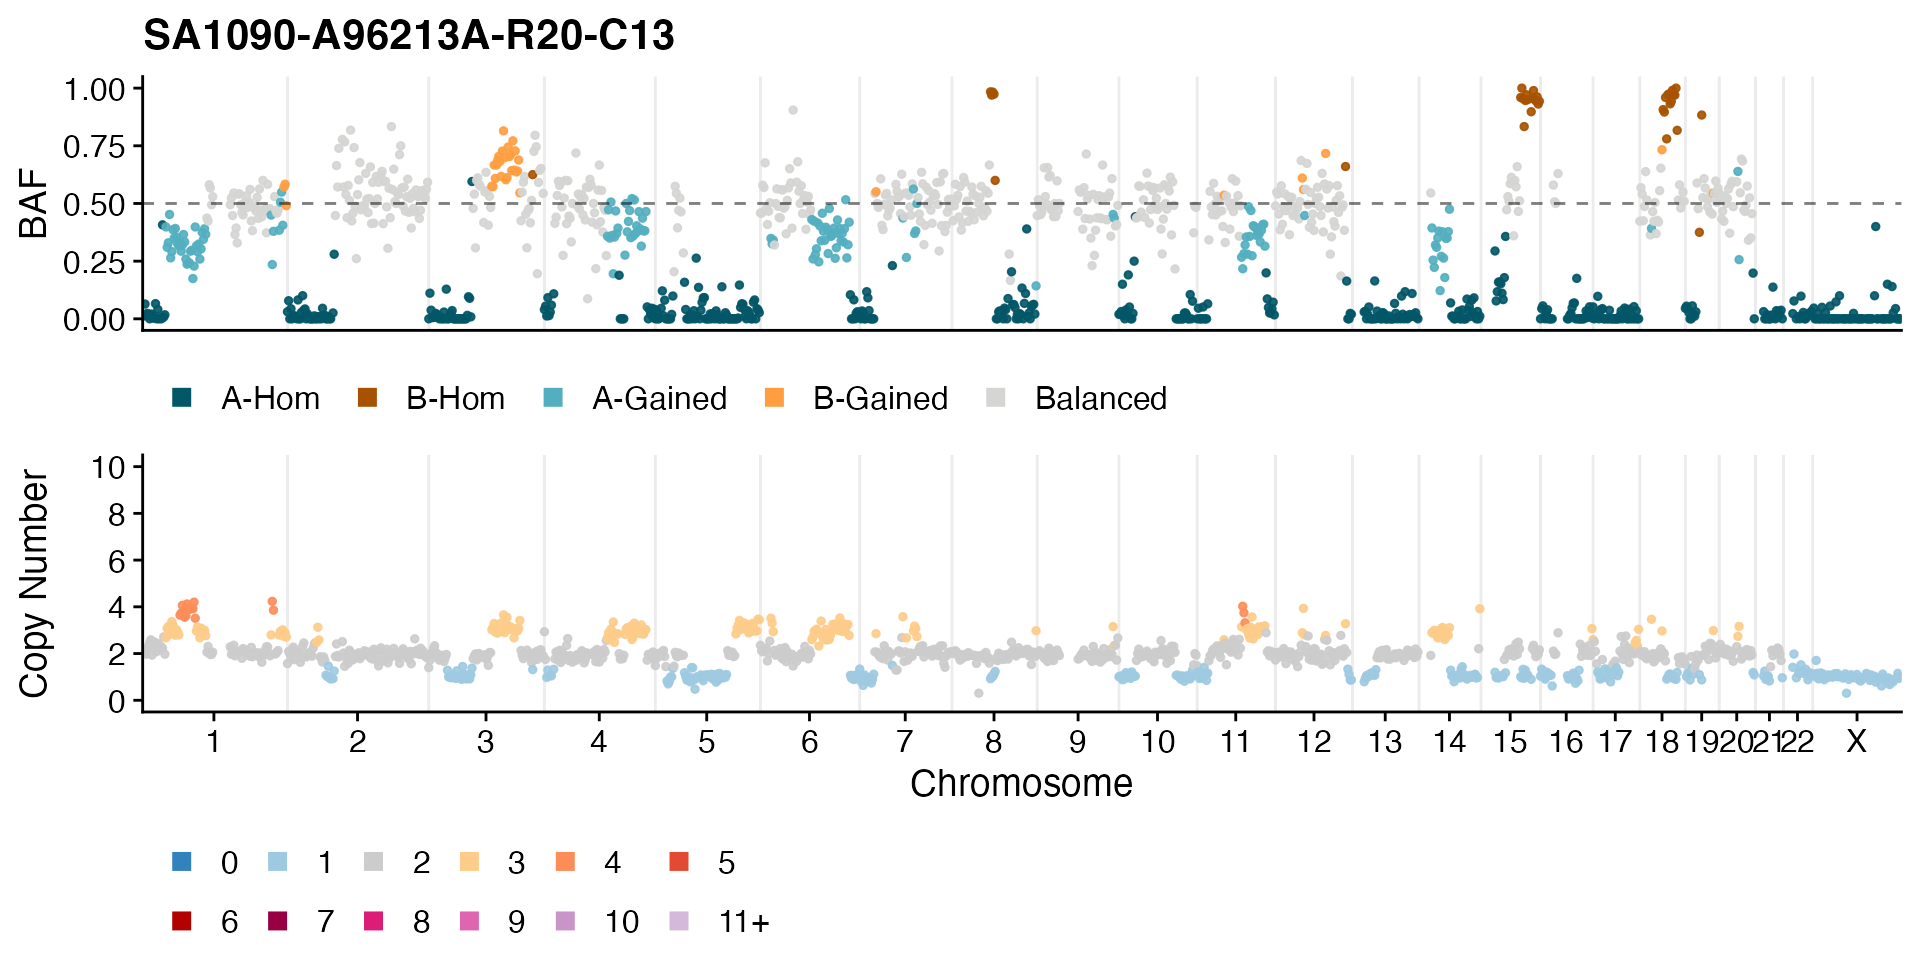 SA1090-A96213A-R20-C13
BAF
1.00
0.75
0.50
0.25
0.00
A-Hom B-Hom A-Gained B-Gained Balanced
Copy Number
10
8
6
4
2
0
1 2 3 4 5 6 7 8 9 10 11 12 13 14 15 16 17 18 19 20 21 22 X
Chromosome
0 1 2 3 4 5
6 7 8 9 10 11+